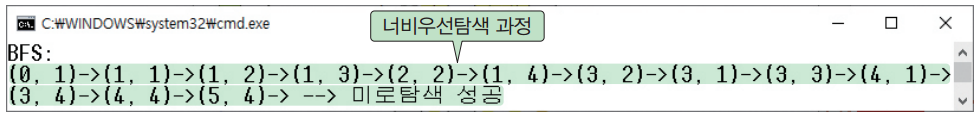 C:₩WINDOWS₩system32₩cmd.exe
너비우선탐색 과정
BFS:
(0, 1)->(1, 1)->(1, 2)->(1, 3)->(2, 2)->(1, 4)->(3, 2)->(3, 1)->(3, 3)->(4, 1)->
(3, 4)->(4, 4)->(5, 4)-> --> 미로탐색 성공